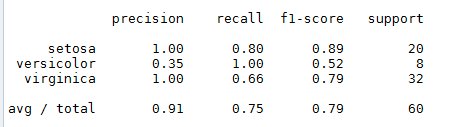 precision recall f1-score support
setosa 1.00 0.80 0.89 20
versicolor 0.35 1.00 0.52 8
virginica 1.00 0.66 0.79 32
avg / total 0.91 0.75 0.79 60